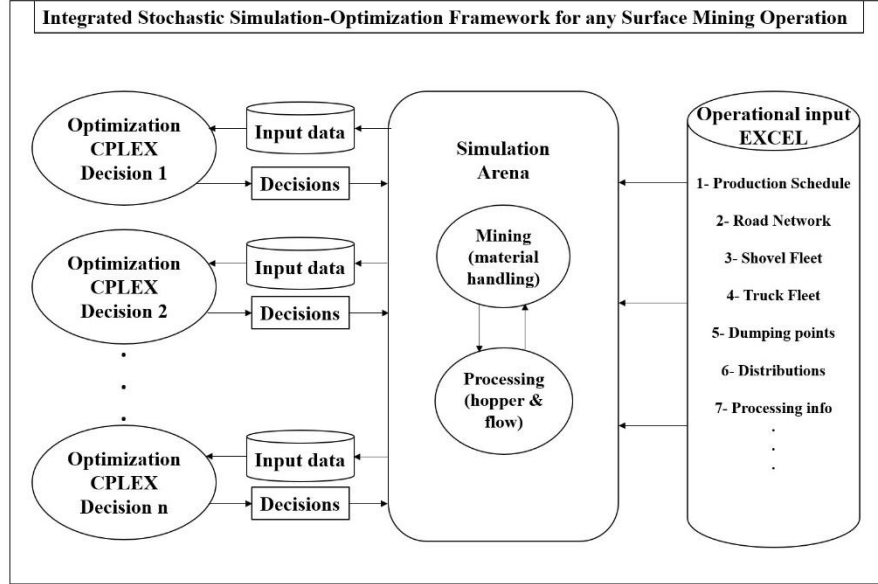 Integrated Stochastic Simulation-Optimization Framework for any Surface Mining Operation
Optimization
CPLEX
Decision 1
Input data
Decisions
Optimization
CPLEX
Decision 2
Input data
Decisions
.
.
.
Optimization
CPLEX
Decision n
Input data
Decisions
Simulation
Arena
Mining
(material
handling)
Processing
(hopper &
flow)
Operational input
EXCEL
1- Production Schedule
2- Road Network
3- Shovel Fleet
4- Truck Fleet
5- Dumping points
6- Distributions
7- Processing info
.
.
.